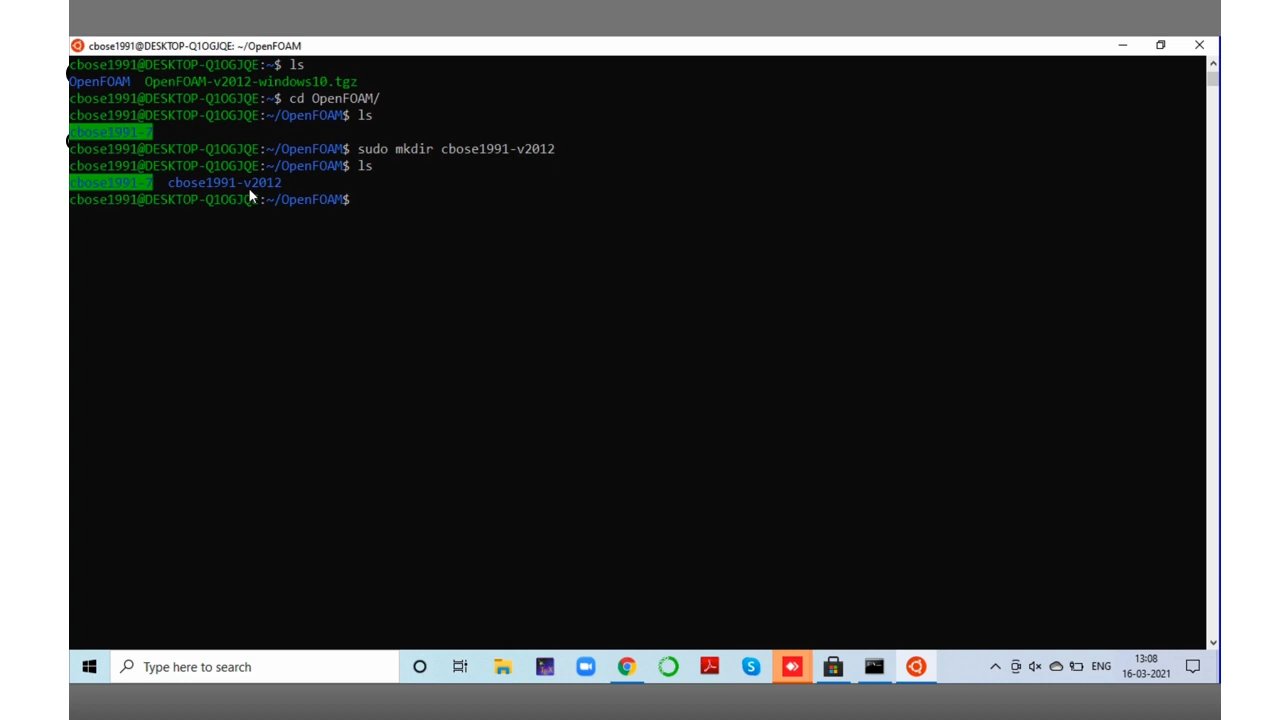 cbose1991@DESKTOP-Q1OGJQE: ~/OpenFOAM
cbose1991@DESKTOP-Q1OGJQE:~$ ls
OpenFOAM  OpenFOAM-v2012-windows10.tgz
cbose1991@DESKTOP-Q1OGJQE:~$ cd OpenFOAM/
cbose1991@DESKTOP-Q1OGJQE:~/OpenFOAM$ ls
cbose1991-7
cbose1991@DESKTOP-Q1OGJQE:~/OpenFOAM$ sudo mkdir cbose1991-v2012
cbose1991@DESKTOP-Q1OGJQE:~/OpenFOAM$ ls
cbose1991-7  cbose1991-v2012
cbose1991@DESKTOP-Q1OGJQE:~/OpenFOAM$
Type here to search
ENG
13:08
16-03-2021